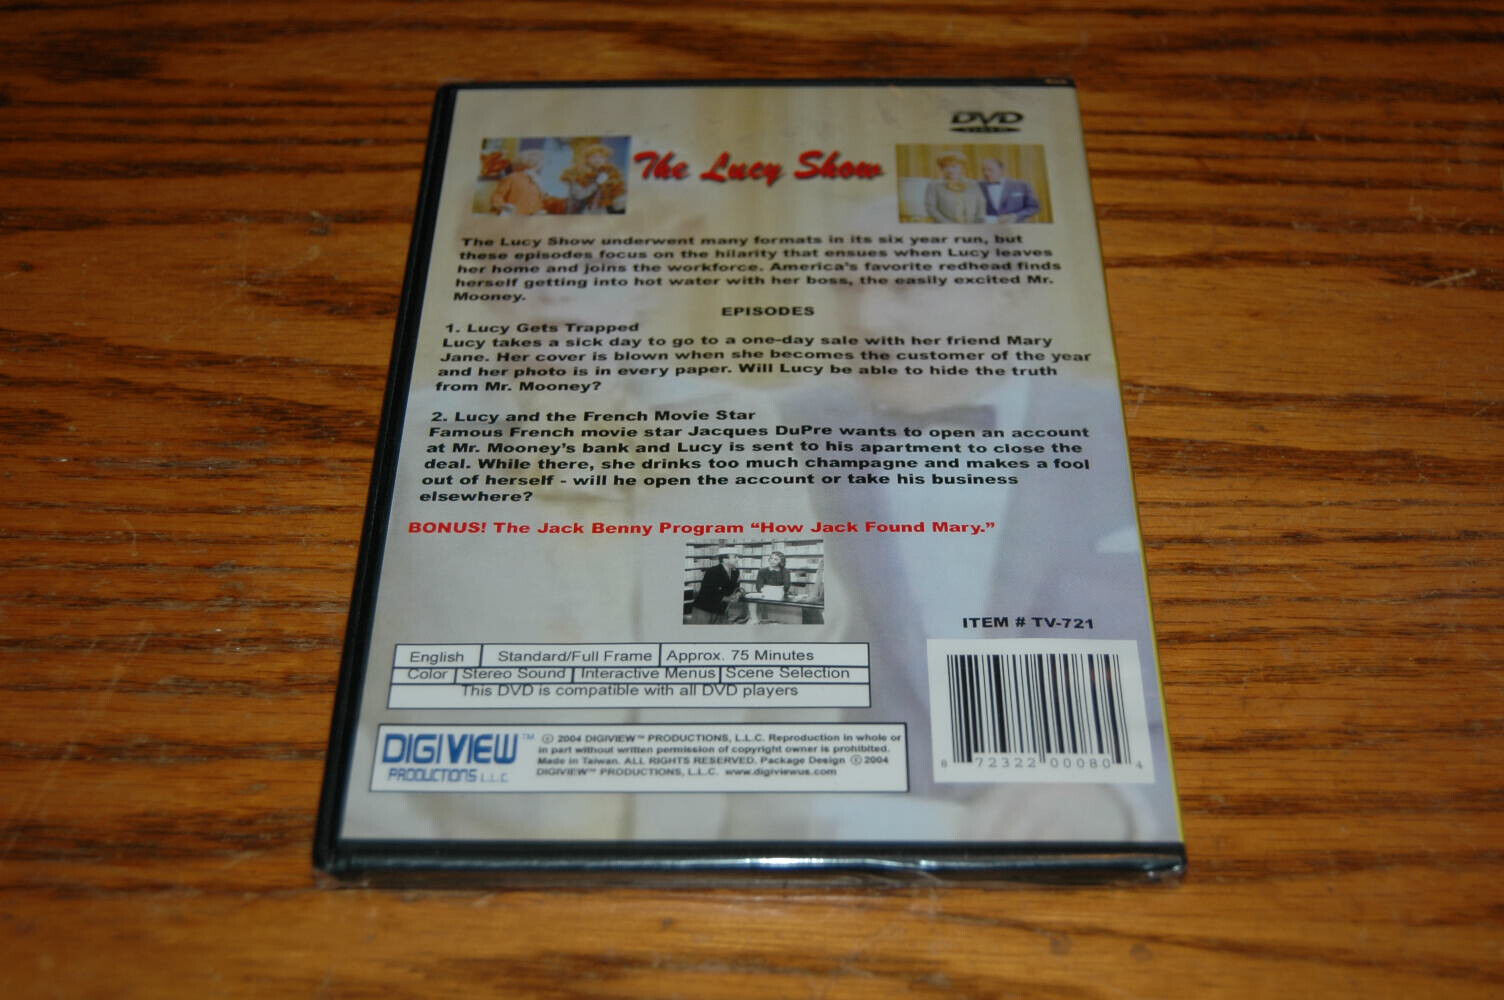 DVD
VIDEO
The Lucy Show
The Lucy Show underwent many formats in its six year run, but
these episodes focus on the hilarity that ensues when Lucy leaves
her home and joins the workforce. America's favorite redhead finds
herself getting into hot water with her boss, the easily excited Mr.
Mooney.
EPISODES
1. Lucy Gets Trapped
Lucy takes a sick day to go to a one-day sale with her friend Mary
Jane. Her cover is blown when she becomes the customer of the year
and her photo is in every paper. Will Lucy be able to hide the truth
from Mr. Mooney?
2. Lucy and the French Movie Star
Famous French movie star Jacques DuPre wants to open an account
at Mr. Mooney's bank and Lucy is sent to his apartment to close the
deal. While there, she drinks too much champagne and makes a fool
out of herself - will he open the account or take his business
elsewhere?
BONUS! The Jack Benny Program “How Jack Found Mary.”
ITEM # TV-721
English Standard/Full Frame Approx. 75 Minutes
Color Stereo Sound Interactive Menus Scene Selection
This DVD is compatible with all DVD players
DIGIVIEW™
PRODUCTIONS L.L.C.
© 2004 DIGIVIEW™ PRODUCTIONS, L.L.C. Reproduction in whole or
in part without written permission of copyright owner is prohibited.
Made in Taiwan. ALL RIGHTS RESERVED. Package Design © 2004
DIGIVIEW™ PRODUCTIONS, L.L.C. www.digiviewus.com
8 72322 00080 4